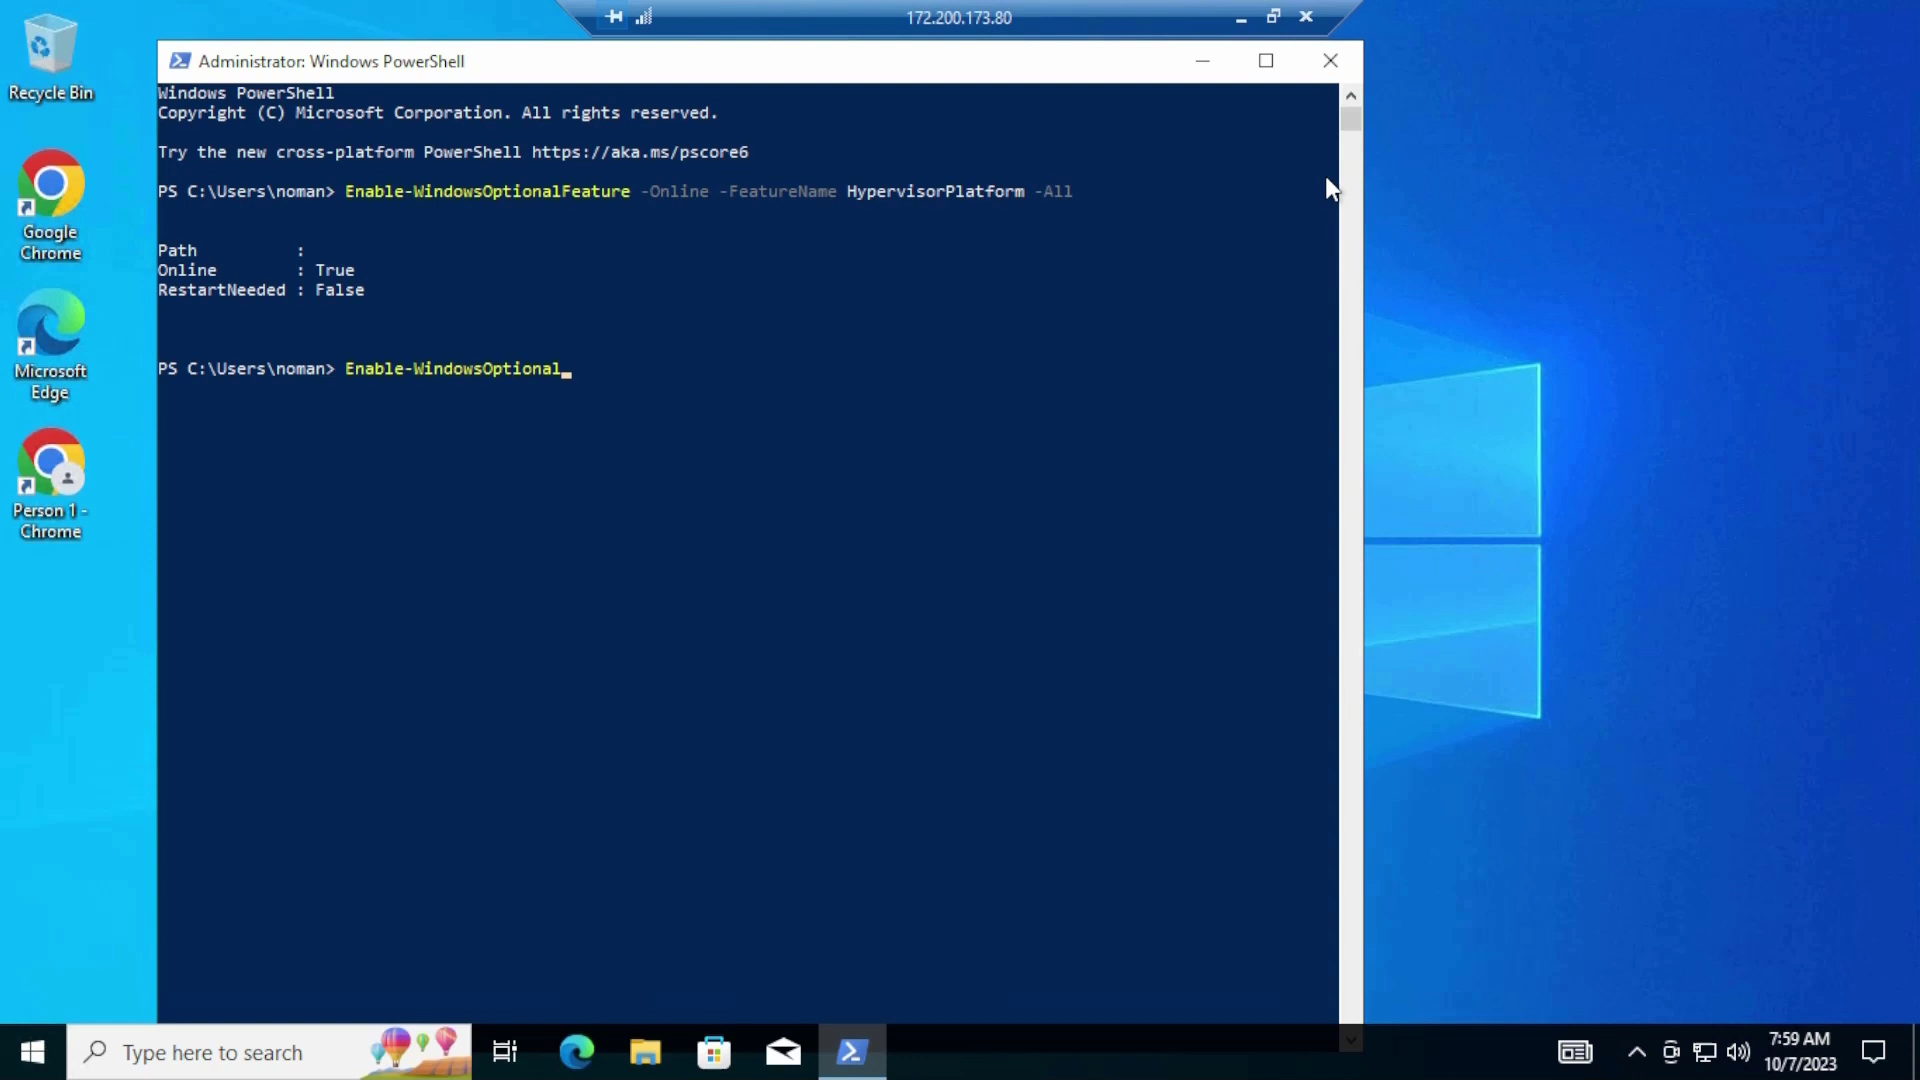 172.200.173.80
Recycle Bin
Google
Chrome
Microsoft
Edge
Person 1 -
Chrome
Administrator: Windows PowerShell
Windows PowerShell
Copyright (C) Microsoft Corporation. All rights reserved.
Try the new cross-platform PowerShell https://aka.ms/pscore6
PS C:\Users\noman> Enable-WindowsOptionalFeature -Online -FeatureName HypervisorPlatform -All
Path          :
Online        : True
RestartNeeded : False
PS C:\Users\noman> Enable-WindowsOptional_
Type here to search
7:59 AM
10/7/2023